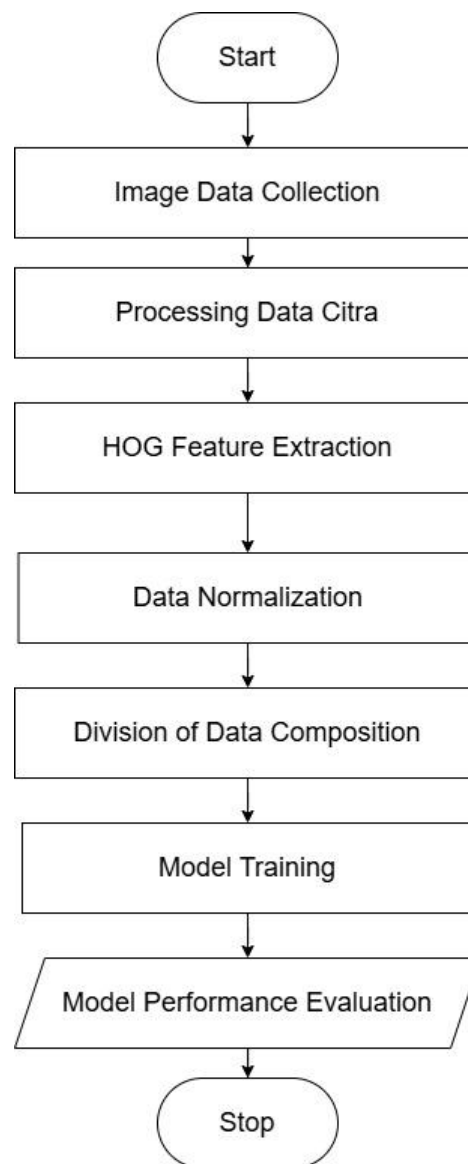 Start
Image Data Collection
Processing Data Citra
HOG Feature Extraction
Data Normalization
Division of Data Composition
Model Training
Model Performance Evaluation
Stop